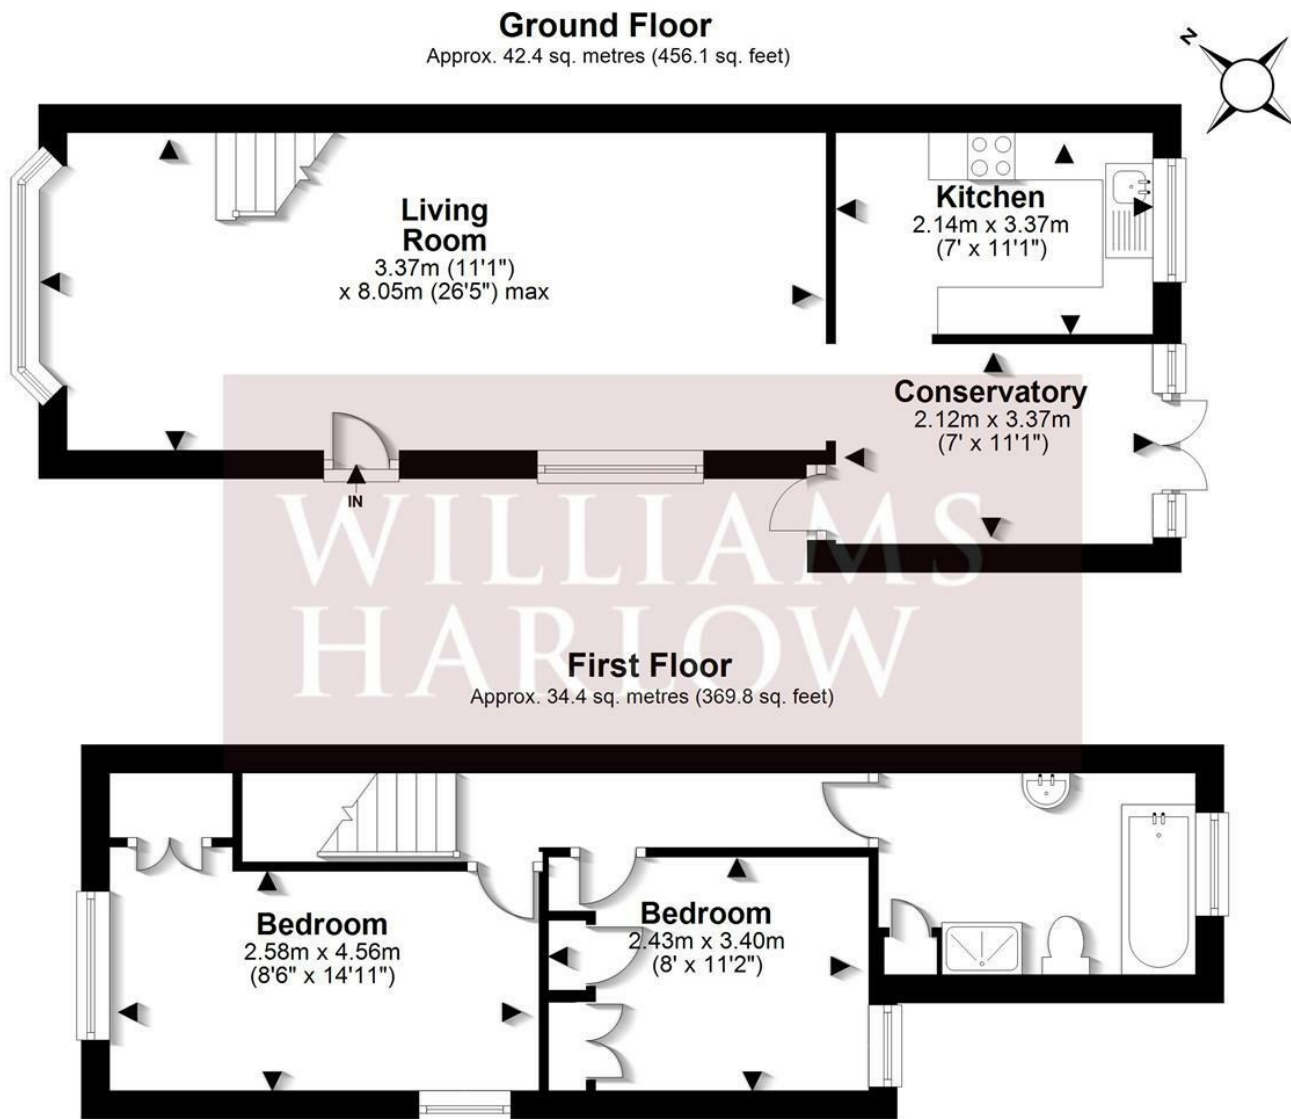 Ground Floor
Approx. 42.4 sq. metres (456.1 sq. feet)
N
Living
Room
3.37m (11'1")
x 8.05m (26'5") max
Kitchen
2.14m x 3.37m
(7' x 11'1")
Conservatory
2.12m x 3.37m
(7' x 11'1")
IN
WILLIAMS
HARLOW
First Floor
Approx. 34.4 sq. metres (369.8 sq. feet)
Bedroom
2.58m x 4.56m
(8'6" x 14'11")
Bedroom
2.43m x 3.40m
(8' x 11'2")